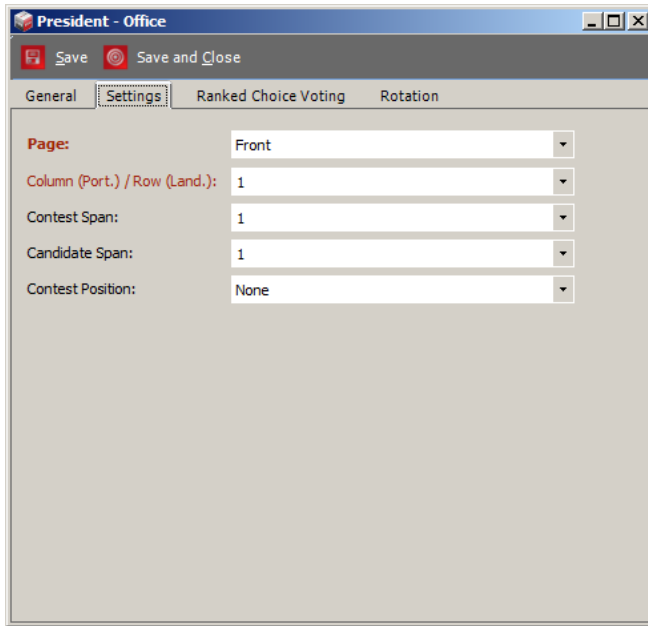 President - Office
Save Save and Close
General Settings Ranked Choice Voting Rotation
Page: Front
Column (Port.) / Row (Land.): 1
Contest Span: 1
Candidate Span: 1
Contest Position: None